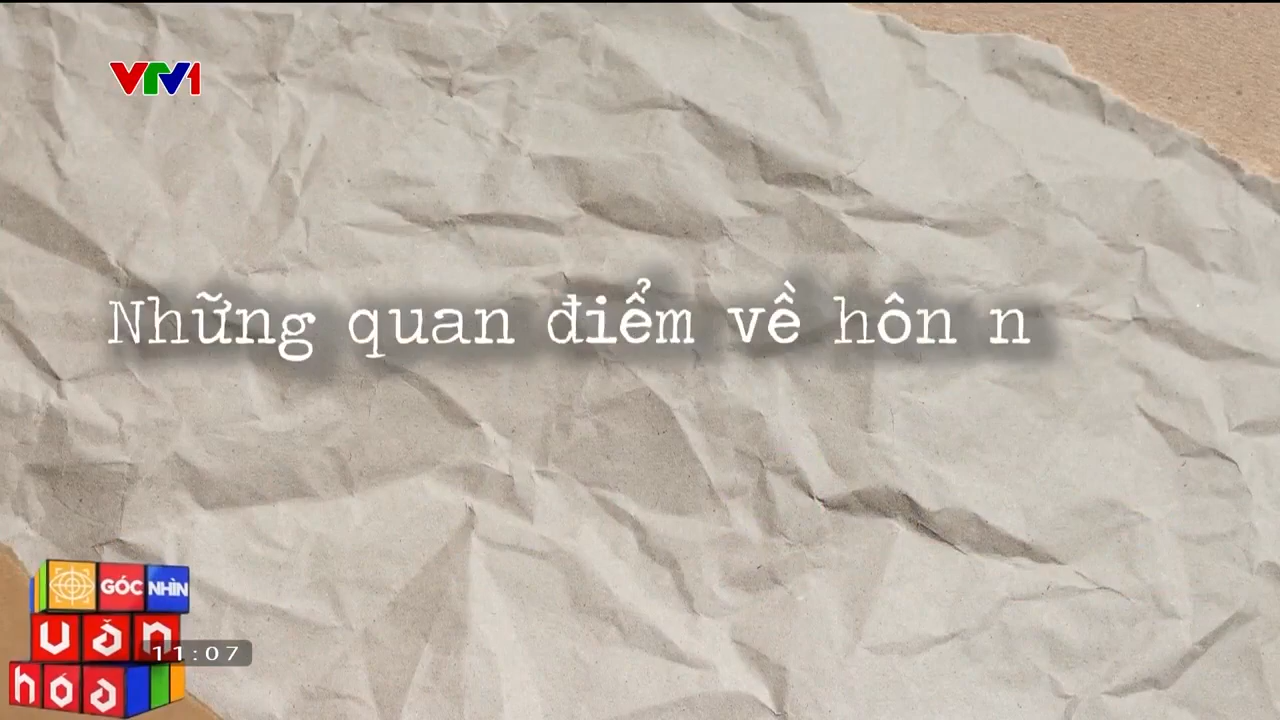 VTV1
Những quan điểm về hôn n
GÓC NHÌN
văn
11:07
hóa